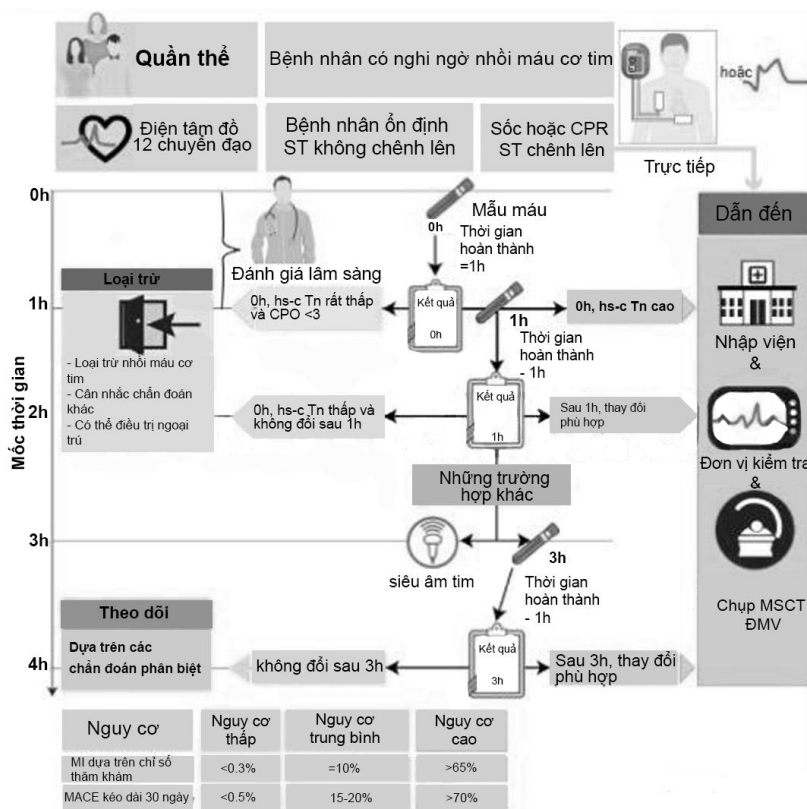 Quần thể
Bệnh nhân có nghi ngờ nhồi máu cơ tim
hoặc
Điện tâm đồ
12 chuyển đạo
Bệnh nhân ổn định
ST không chênh lên
Sốc hoặc CPR
ST chênh lên
Trực tiếp
Mốc thời gian
0h
1h
2h
3h
4h
Đánh giá lâm sàng
Mẫu máu
0h
Thời gian
hoàn thành
=1h
Dẫn đến
Loại trừ
- Loại trừ nhồi máu cơ
tim
- Cân nhắc chẩn đoán
khác
- Có thể điều trị ngoại
trú
0h, hs-c Tn rất thấp
và CPO <3
Kết quả
0h
1h
Thời gian
hoàn thành
- 1h
0h, hs-c Tn cao
Nhập viện
&
0h, hs-c Tn thấp và
không đổi sau 1h
Kết quả
1h
Sau 1h, thay đổi
phù hợp
Đơn vị kiểm tra
&
Những trường
hợp khác
siêu âm tim
3h
Thời gian
hoàn thành
- 1h
Chụp MSCT
ĐMV
Theo dõi
Dựa trên các
chẩn đoán phân biệt
không đổi sau 3h
Kết quả
3h
Sau 3h, thay đổi
phù hợp
Nguy cơ
Nguy cơ
thấp
Nguy cơ
trung bình
Nguy cơ
cao
MI dựa trên chỉ số
thăm khám
<0.3%
=10%
>65%
MACE kéo dài 30 ngày
<0.5%
15-20%
>70%